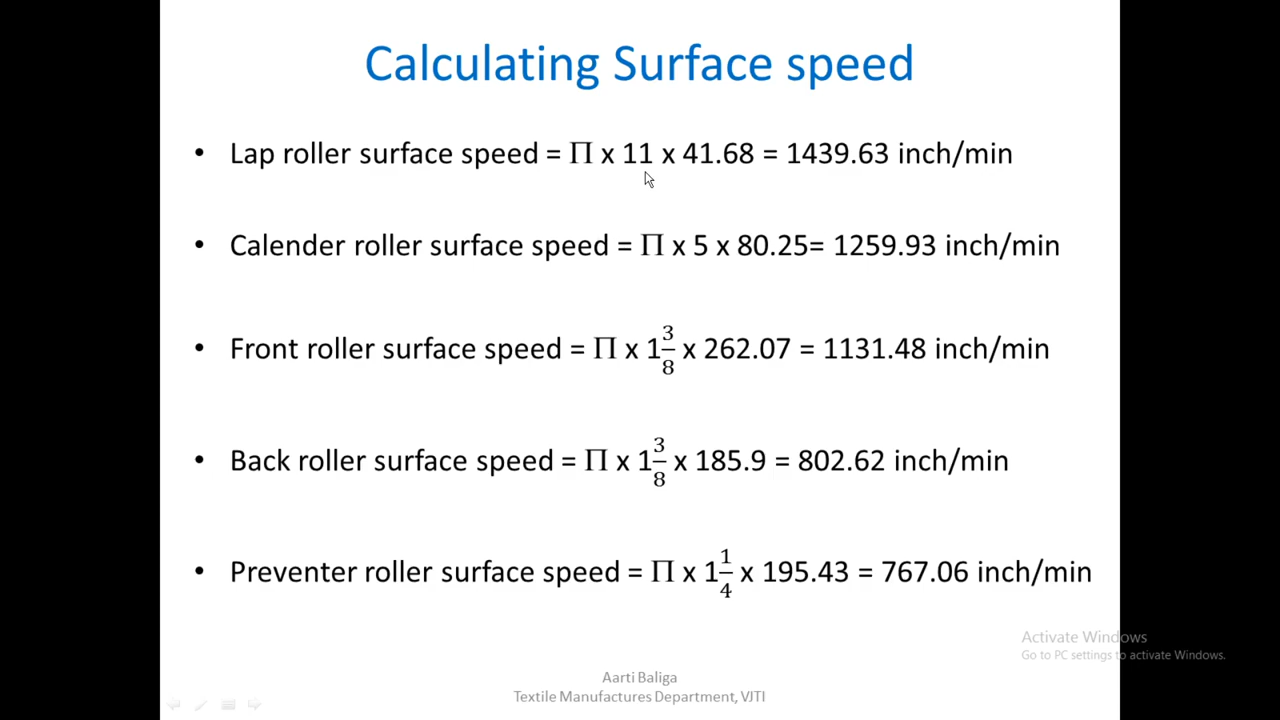 Calculating Surface speed
• Lap roller surface speed = Π x 11 x 41.68 = 1439.63 inch/min
• Calender roller surface speed = Π x 5 x 80.25= 1259.93 inch/min
• Front roller surface speed = Π x 1 3/8 x 262.07 = 1131.48 inch/min
• Back roller surface speed = Π x 1 3/8 x 185.9 = 802.62 inch/min
• Preventer roller surface speed = Π x 1 1/4 x 195.43 = 767.06 inch/min
Activate Windows
Go to PC settings to activate Windows.
Aarti Baliga
Textile Manufactures Department, VJTI